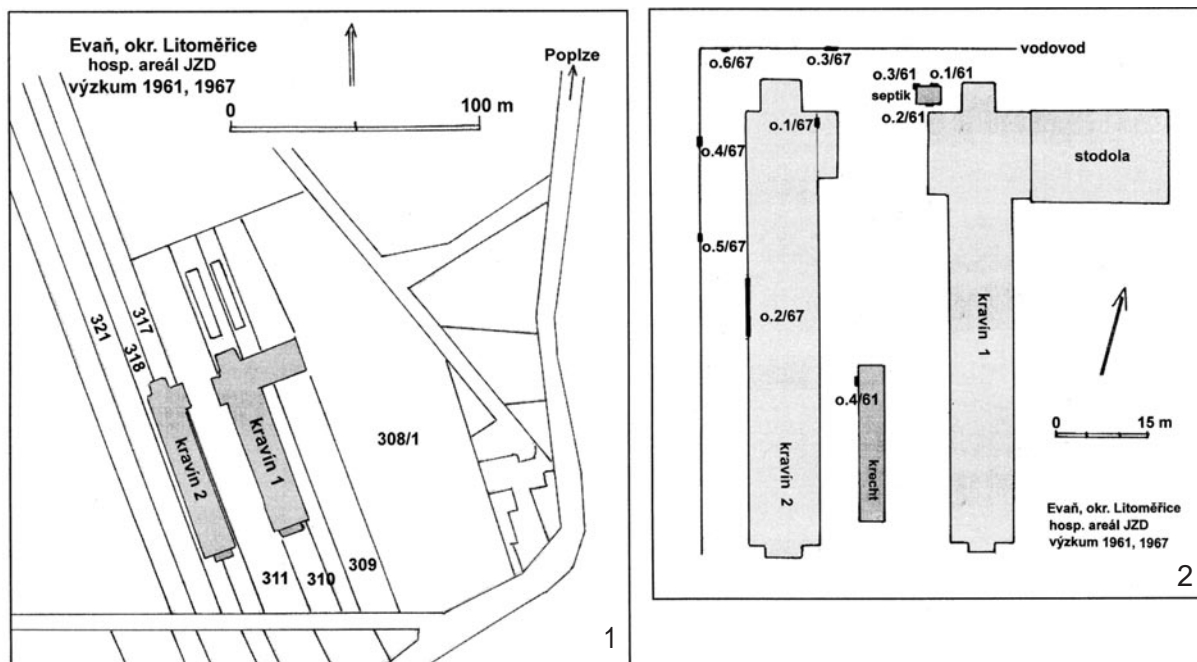 Evaň, okr. Litoměřice
hosp. areál JZD
výzkum 1961, 1967
0 100 m
Poplze
321
317
318
kravín 2
kravín 1
308/1
311
310
309
1
vodovod
o.6/67
o.3/67
o.3/61
o.1/61
septik
o.2/61
o.1/67
o.4/67
stodola
o.5/67
o.2/67
kravín 1
o.4/61
kravín 2
krecht
0 15 m
Evaň, okr. Litoměřice
hosp. areál JZD
výzkum 1961, 1967
2